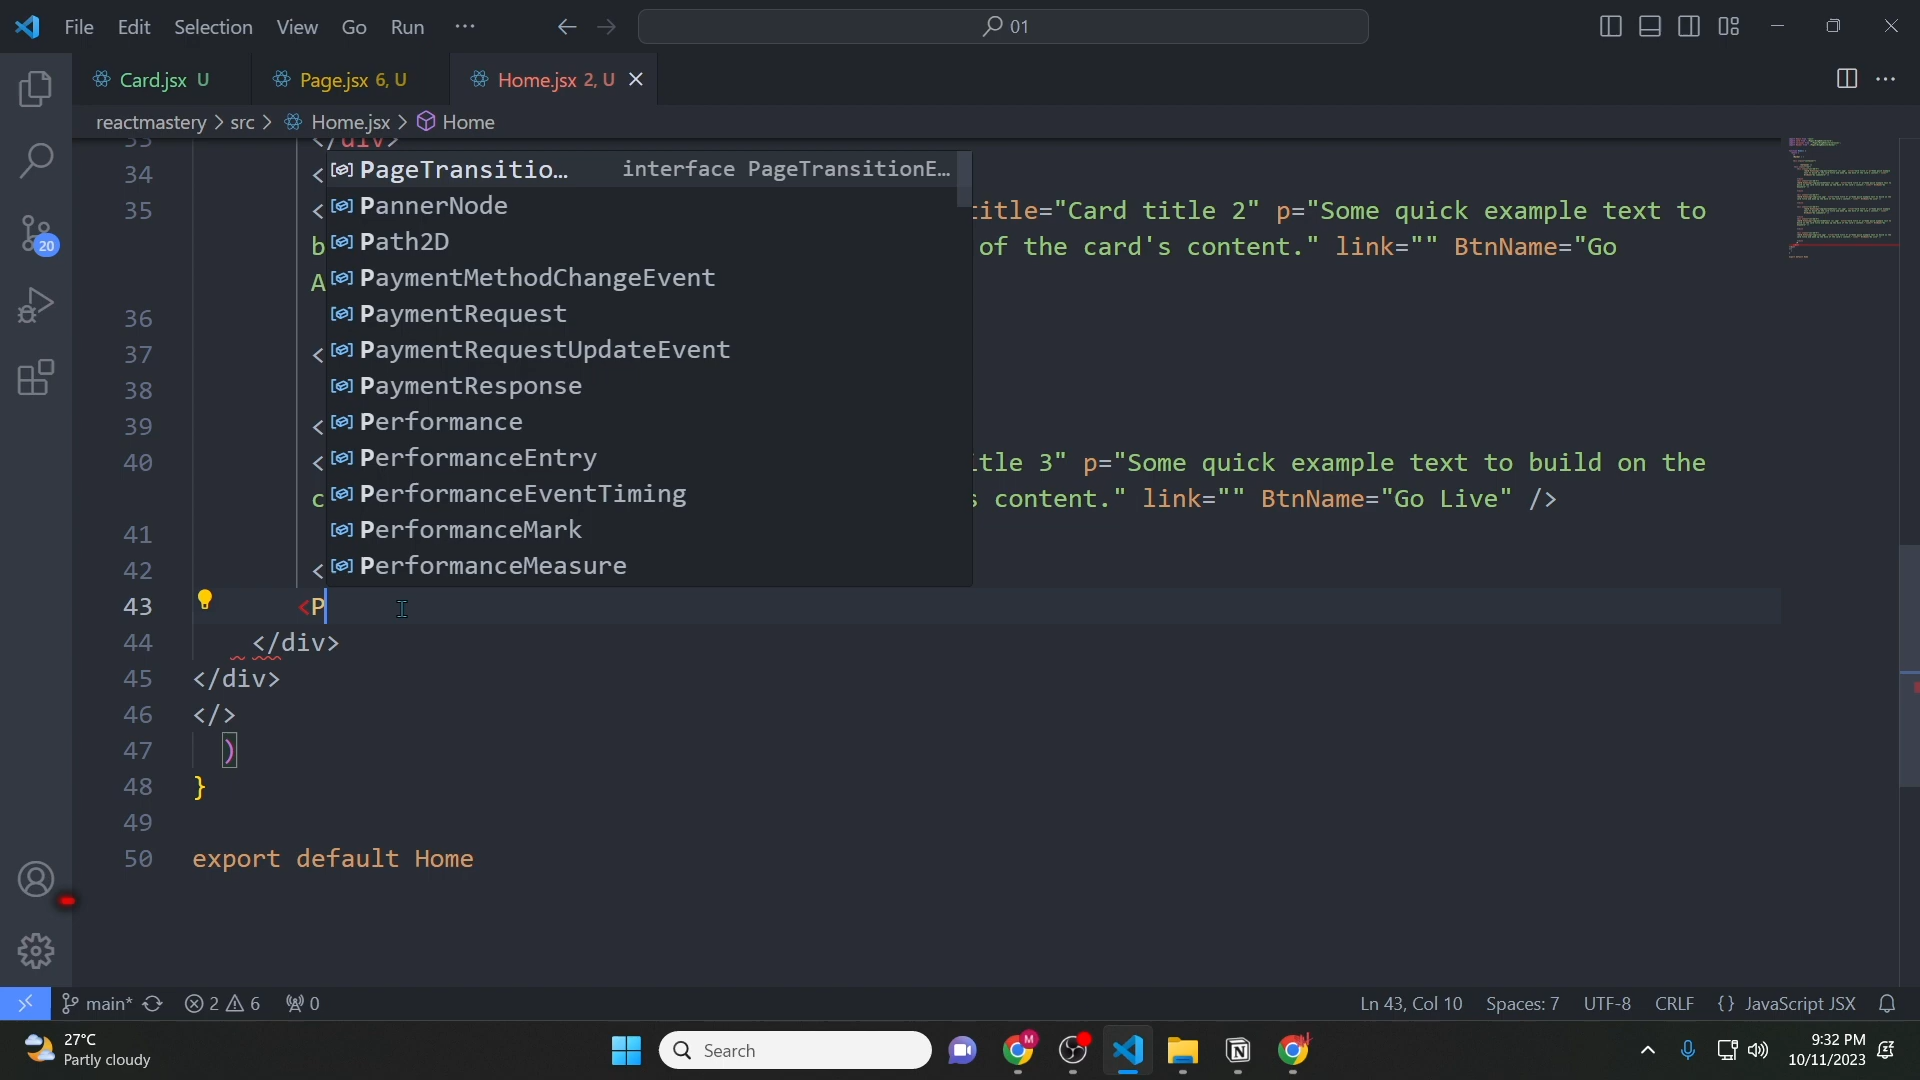 File Edit Selection View Go Run ··· 01
Card.jsx U Page.jsx 6, U Home.jsx 2, U
reactmastery > src > Home.jsx > Home
33 </div>
34 <
35 < title="Card title 2" p="Some quick example text to
b of the card's content." link="" BtnName="Go
A
36
37 <
38
39 <
40 < itle 3" p="Some quick example text to build on the
c s content." link="" BtnName="Go Live" />
41
42 <
43 <P
44 </div>
45 </div>
46 </>
47 )
48 }
49
50 export default Home
PageTransitio... interface PageTransitionE...
PannerNode
Path2D
PaymentMethodChangeEvent
PaymentRequest
PaymentRequestUpdateEvent
PaymentResponse
Performance
PerformanceEntry
PerformanceEventTiming
PerformanceMark
PerformanceMeasure
20
main* 2 6 0 Ln 43, Col 10 Spaces: 7 UTF-8 CRLF {} JavaScript JSX
27°C
Partly cloudy
Search
M
9:32 PM
10/11/2023